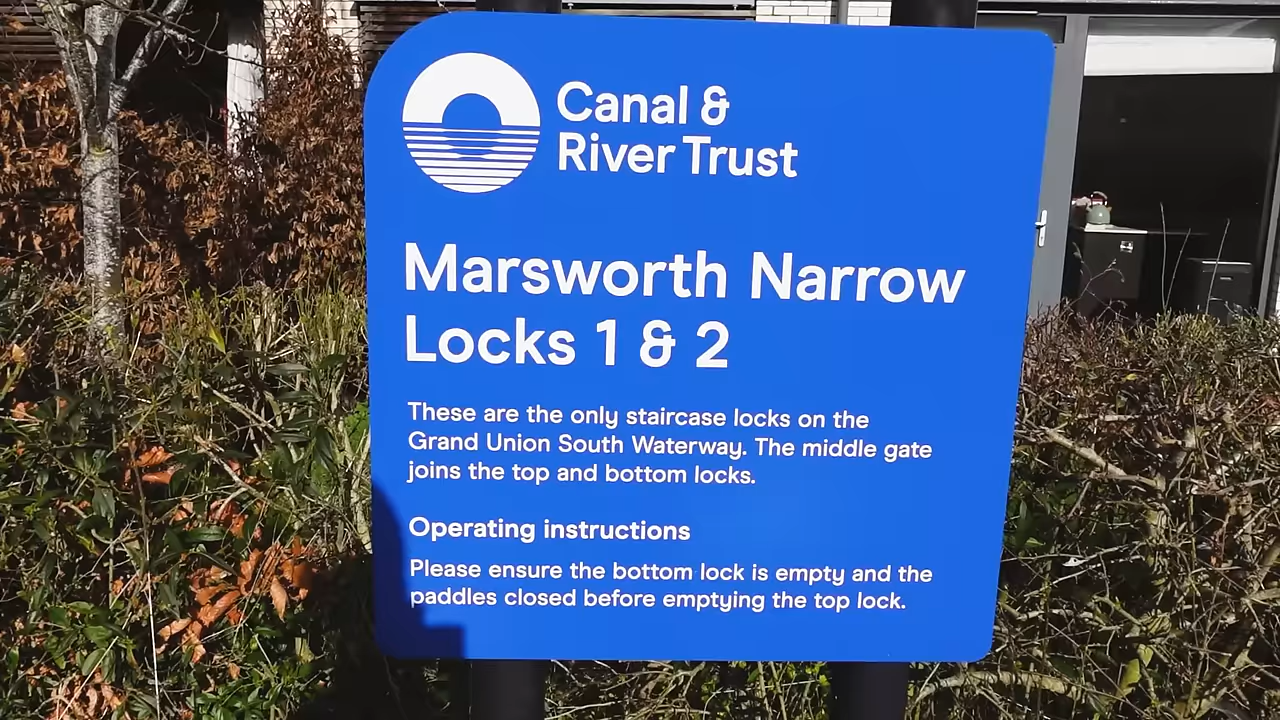 Canal &
River Trust
Marsworth Narrow
Locks 1 & 2
These are the only staircase locks on the
Grand Union South Waterway. The middle gate
joins the top and bottom locks.
Operating instructions
Please ensure the bottom lock is empty and the
paddles closed before emptying the top lock.